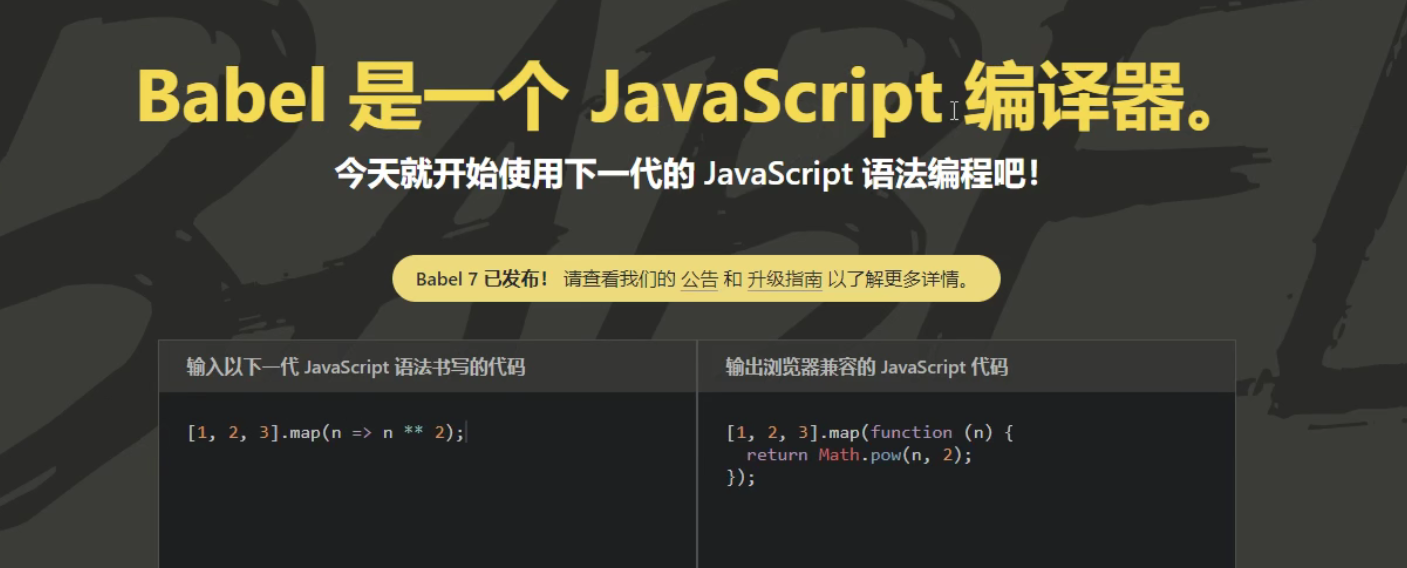 Babel 是一个 JavaScript 编译器。
今天就开始使用下一代的 JavaScript 语法编程吧！
Babel 7 已发布！ 请查看我们的 公告 和 升级指南 以了解更多详情。
输入以下一代 JavaScript 语法书写的代码
[1, 2, 3].map(n => n ** 2);
输出浏览器兼容的 JavaScript 代码
[1, 2, 3].map(function (n) {
  return Math.pow(n, 2);
});